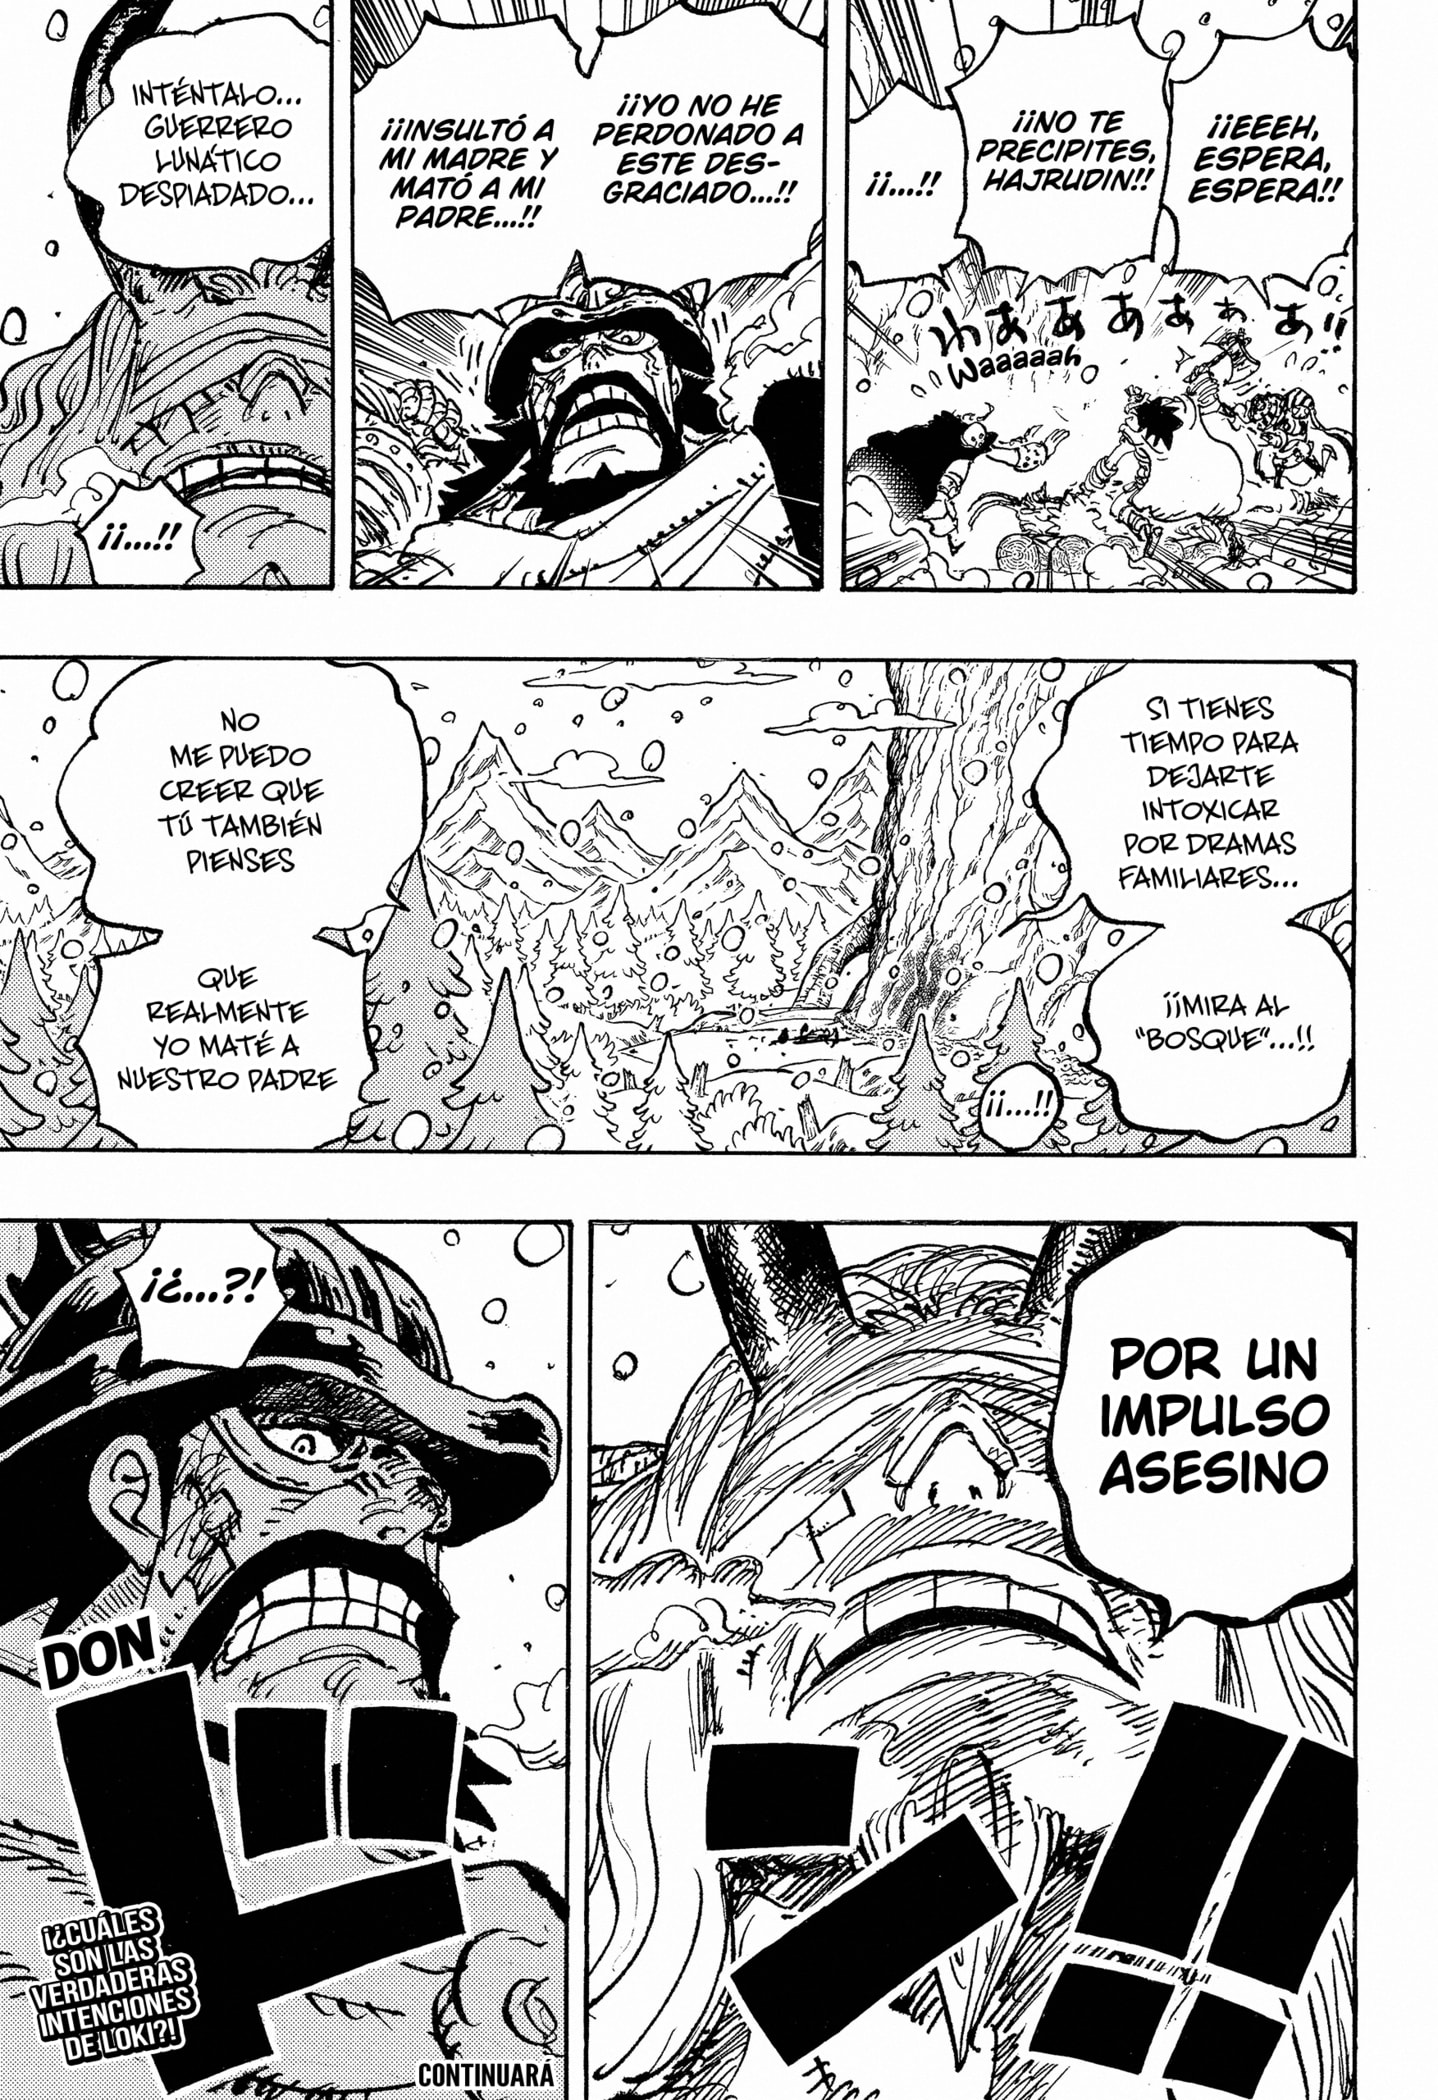 ¡¡EEEH,
ESPERA,
ESPERA!!
¡¡NO TE
PRECIPITES,
HAJRUDIN!!
¡¡...!!
わあああぁぁあ!!
Waaaaah
¡¡YO NO HE
PERDONADO A
ESTE DES-
GRACIADO...!!
¡¡INSULTÓ A
MI MADRE Y
MATÓ A MI
PADRE...!!
INTÉNTALO...
GUERRERO
LUNÁTICO
DESPIADADO...
¡¡...!!
SI TIENES
TIEMPO PARA
DEJARTE
INTOXICAR
POR DRAMAS
FAMILIARES...
¡¡MIRA AL
"BOSQUE"...!!
¡¡...!!
NO
ME PUEDO
CREER QUE
TÚ TAMBIÉN
PIENSES
QUE
REALMENTE
YO MATÉ A
NUESTRO PADRE
POR UN
IMPULSO
ASESINO
¡¿...?!
DON
ドン!!
¡¿CUÁLES
SON LAS
VERDADERAS
INTENCIONES
DE LOKI?!
CONTINUARÁ